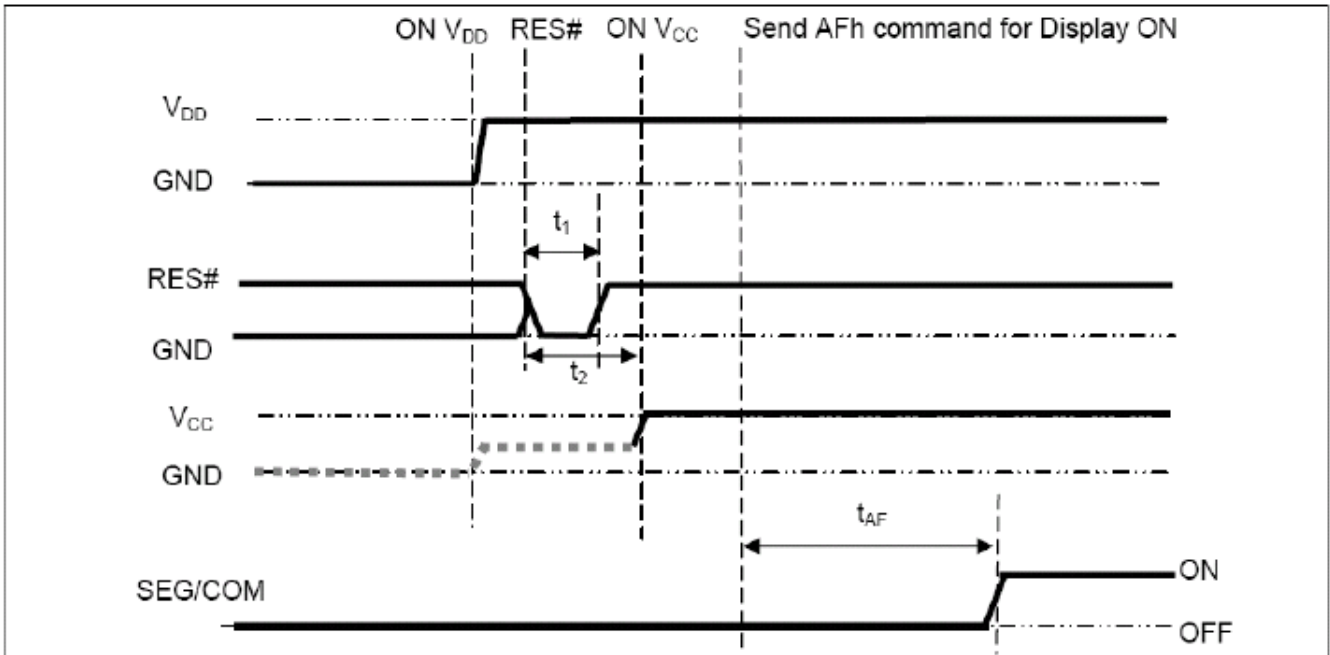 ON VDD RES# ON VCC Send AFh command for Display ON
VDD
GND
t1
RES#
GND
t2
VCC
GND
tAF
SEG/COM
ON
OFF